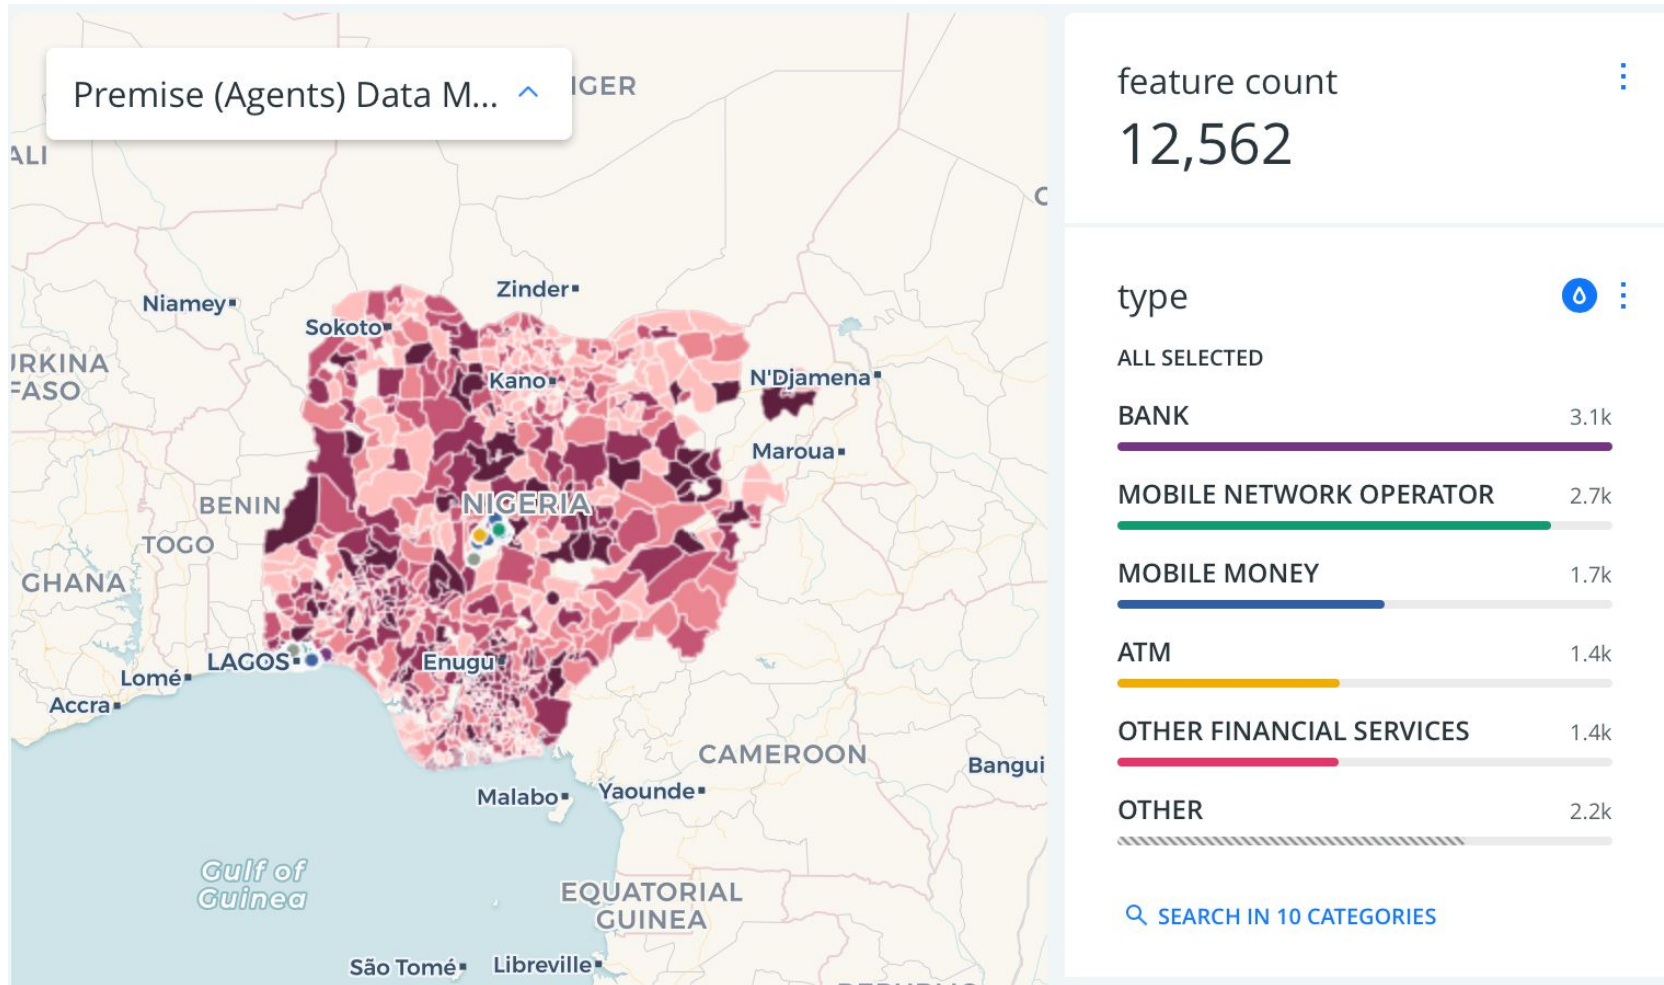 Premise (Agents) Data M...
IGER
ALI
C
Zinder
Niamey
Sokoto
URKINA
FASO
Kano
N'Djamena
Maroua
NIGERIA
BENIN
TOGO
GHANA
LAGOS
Enugu
Lomé
Accra
CAMEROON
Bangui
Malabo
Yaounde
Gulf of
Guinea
EQUATORIAL
GUINEA
São Tomé
Libreville
feature count
12,562
type
ALL SELECTED
BANK 3.1k
MOBILE NETWORK OPERATOR 2.7k
MOBILE MONEY 1.7k
ATM 1.4k
OTHER FINANCIAL SERVICES 1.4k
OTHER 2.2k
SEARCH IN 10 CATEGORIES